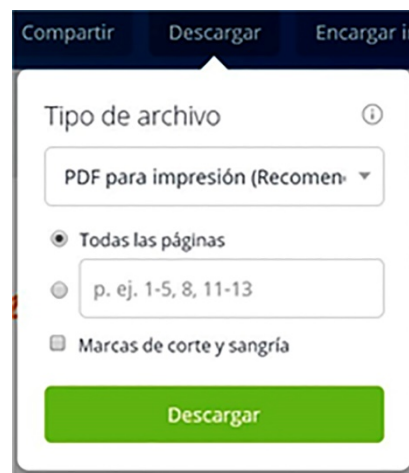 Compartir Descargar Encargar i
Tipo de archivo
PDF para impresión (Recomen
Todas las páginas
p. ej. 1-5, 8, 11-13
Marcas de corte y sangría
Descargar